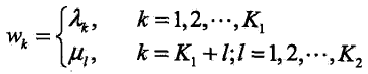 w_k = { λ_k, k = 1, 2, ⋯, K_1
μ_l, k = K_1 + l; l = 1, 2, ⋯, K_2